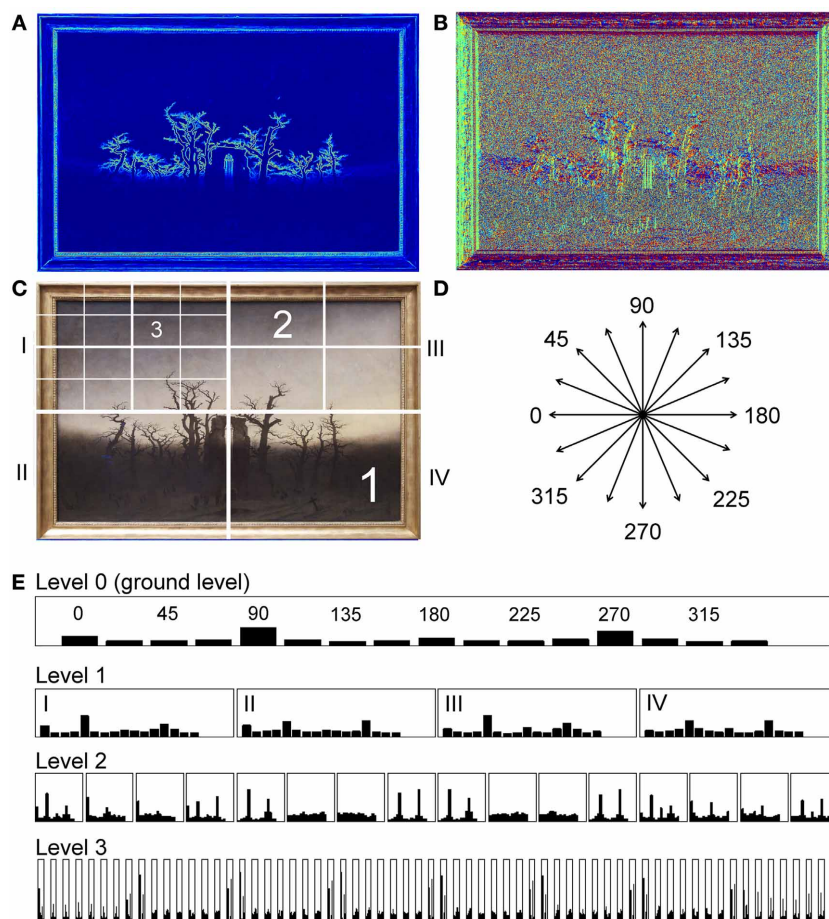 A
B
C
3
2
I
III
II
IV
1
D
90
45
135
0
180
315
225
270
E Level 0 (ground level)
0 45 90 135 180 225 270 315
Level 1
I II III IV
Level 2
Level 3